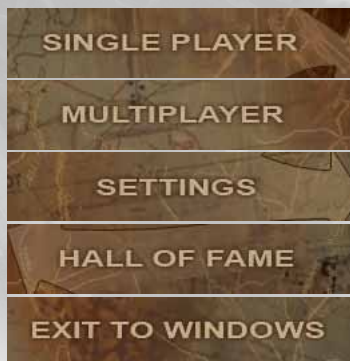 SINGLE PLAYER
MULTIPLAYER
SETTINGS
HALL OF FAME
EXIT TO WINDOWS